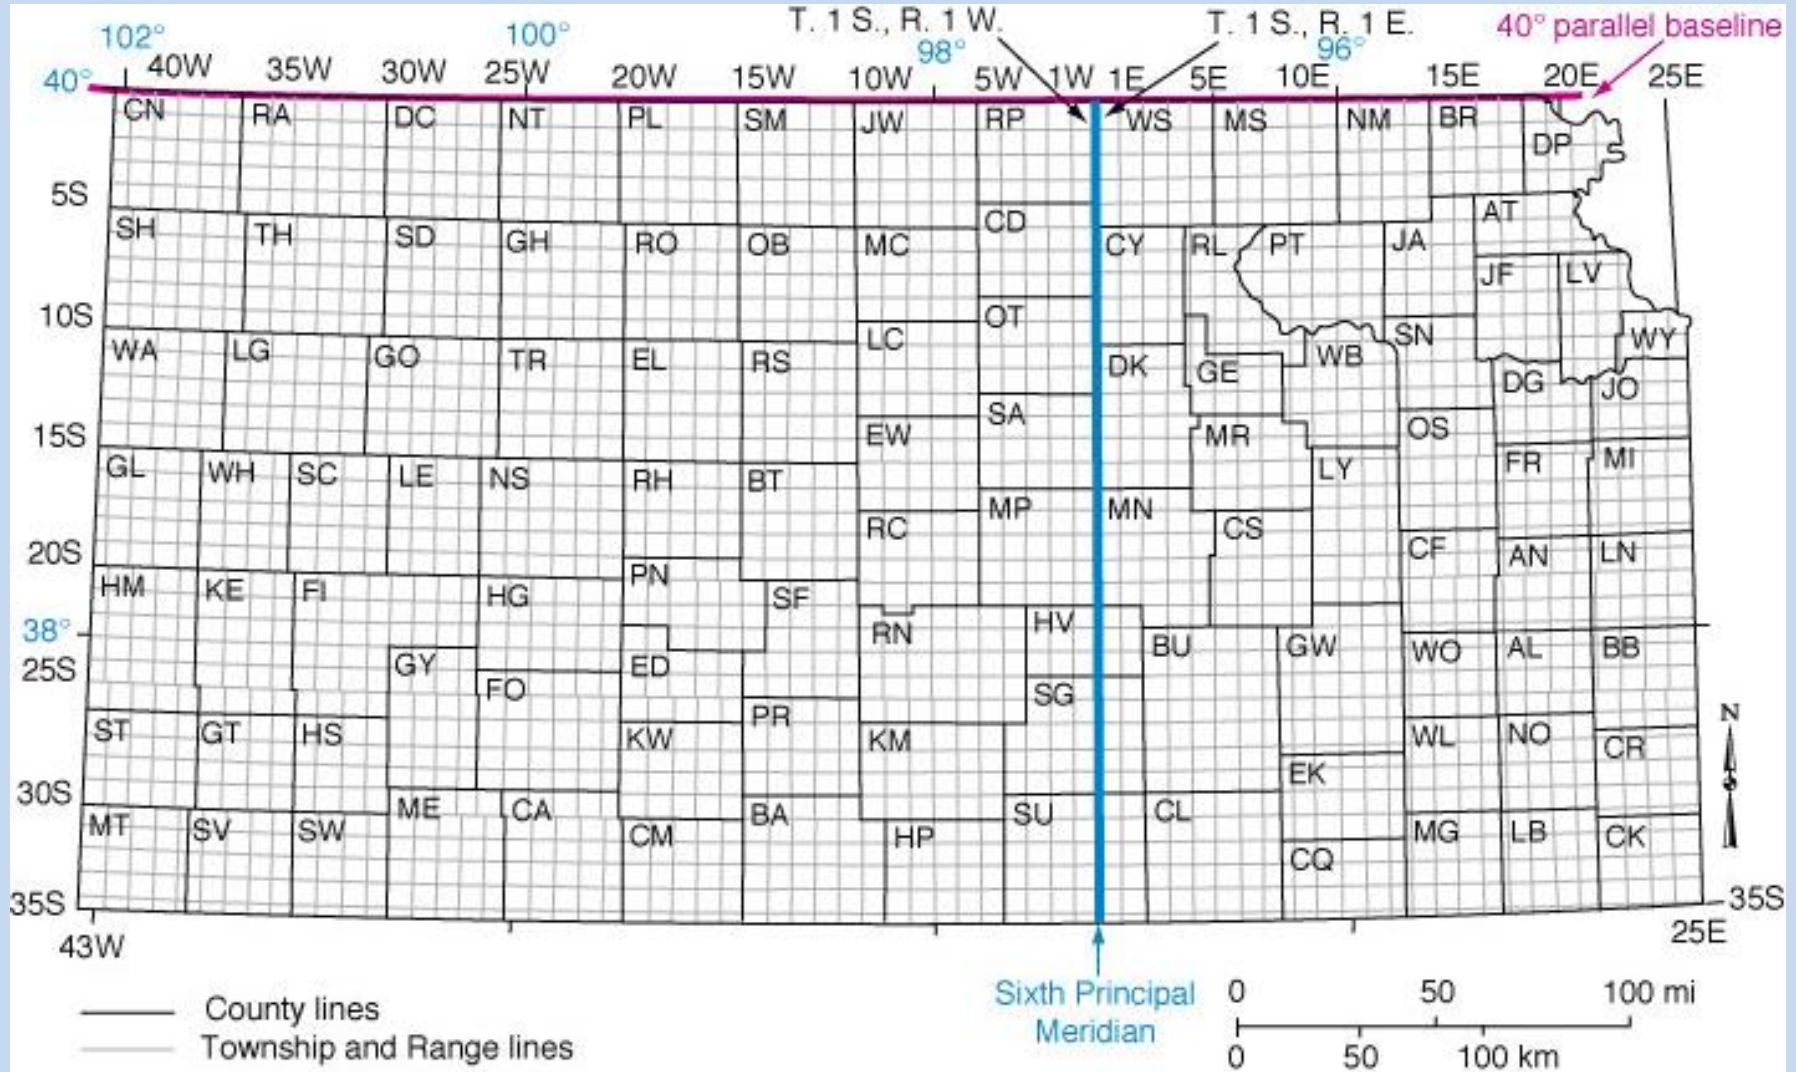 T. 1 S., R. 1 W. T. 1 S., R. 1 E. 40° parallel baseline
102° 100° 98° 96°
40° 40W 35W 30W 25W 20W 15W 10W 5W 1W 1E 5E 10E 15E 20E 25E
CN RA DC NT PL SM JW RP WS MS NM BR DP
5S
SH TH SD GH RO OB MC CD CY RL PT JA AT
JF LV
10S
WA LG GO TR EL RS LC OT DK GE WB SN WY
DG JO
15S
EW SA MR OS
GL WH SC LE NS RH BT LY FR MI
RC MP MN CS
20S
CF AN LN
HM KE FI HG PN SF
38°
RN HV BU GW WO AL BB
25S
GY FO ED SG
ST GT HS KW PR KM WL NO CR
N
EK
30S
MT SV SW ME CA CM BA HP SU CL MG LB CK
CQ
35S 35S
43W 25E
Sixth Principal
Meridian
County lines
Township and Range lines
0 50 100 mi
0 50 100 km